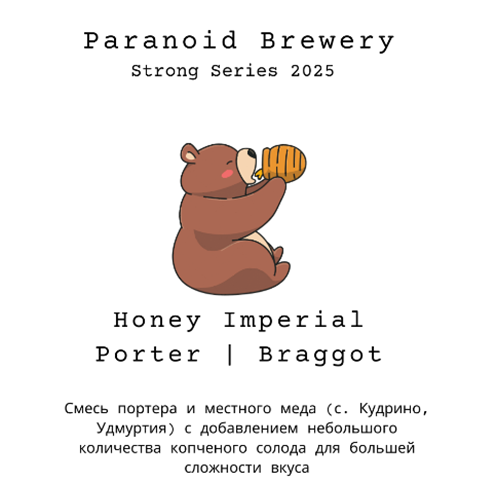 Paranoid Brewery
Strong Series 2025
Honey Imperial
Porter | Braggot
Смесь портера и местного меда (с. Кудрино,
Удмуртия) с добавлением небольшого
количества копченого солода для большей
сложности вкуса